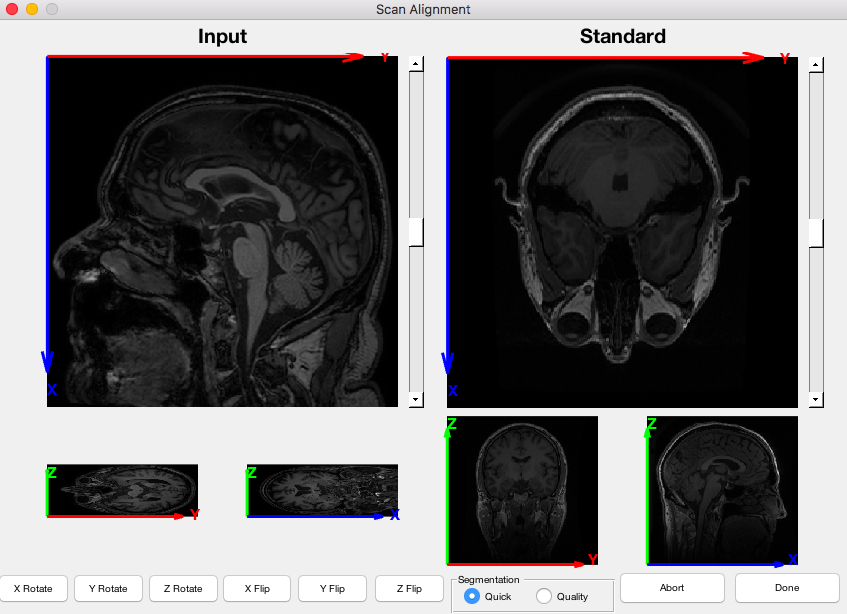 Scan Alignment
Input
Standard
Y
Y
X
X
Z
X
Z
Y
Z
X
Z
Y
X Rotate
Y Rotate
Z Rotate
X Flip
Y Flip
Z Flip
Segmentation
Quick
Quality
Abort
Done